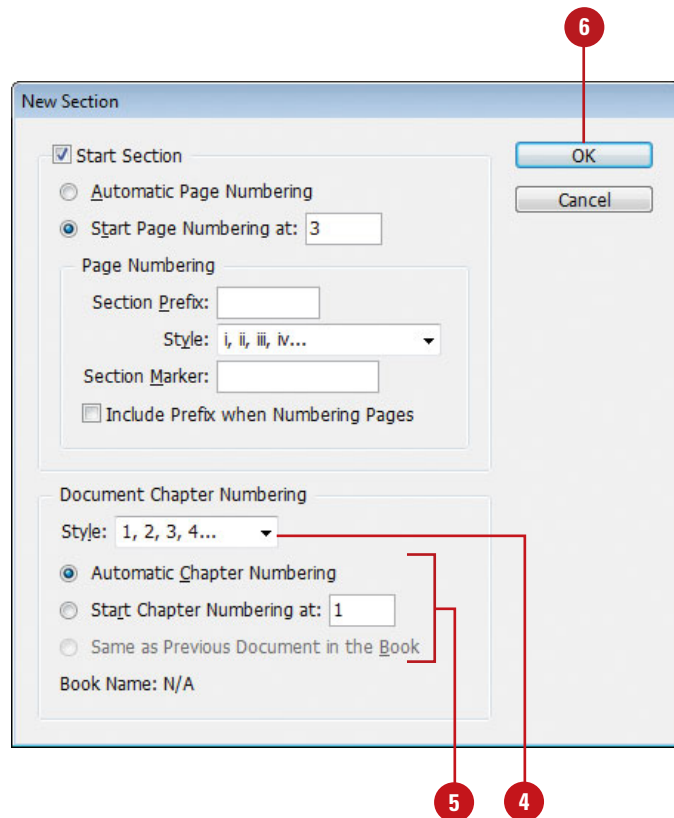 6
New Section
Start Section
OK
Automatic Page Numbering
Cancel
Start Page Numbering at: 3
Page Numbering
Section Prefix:
Style: i, ii, iii, iv...
Section Marker:
Include Prefix when Numbering Pages
Document Chapter Numbering
Style: 1, 2, 3, 4...
Automatic Chapter Numbering
Start Chapter Numbering at: 1
Same as Previous Document in the Book
Book Name: N/A
5 4